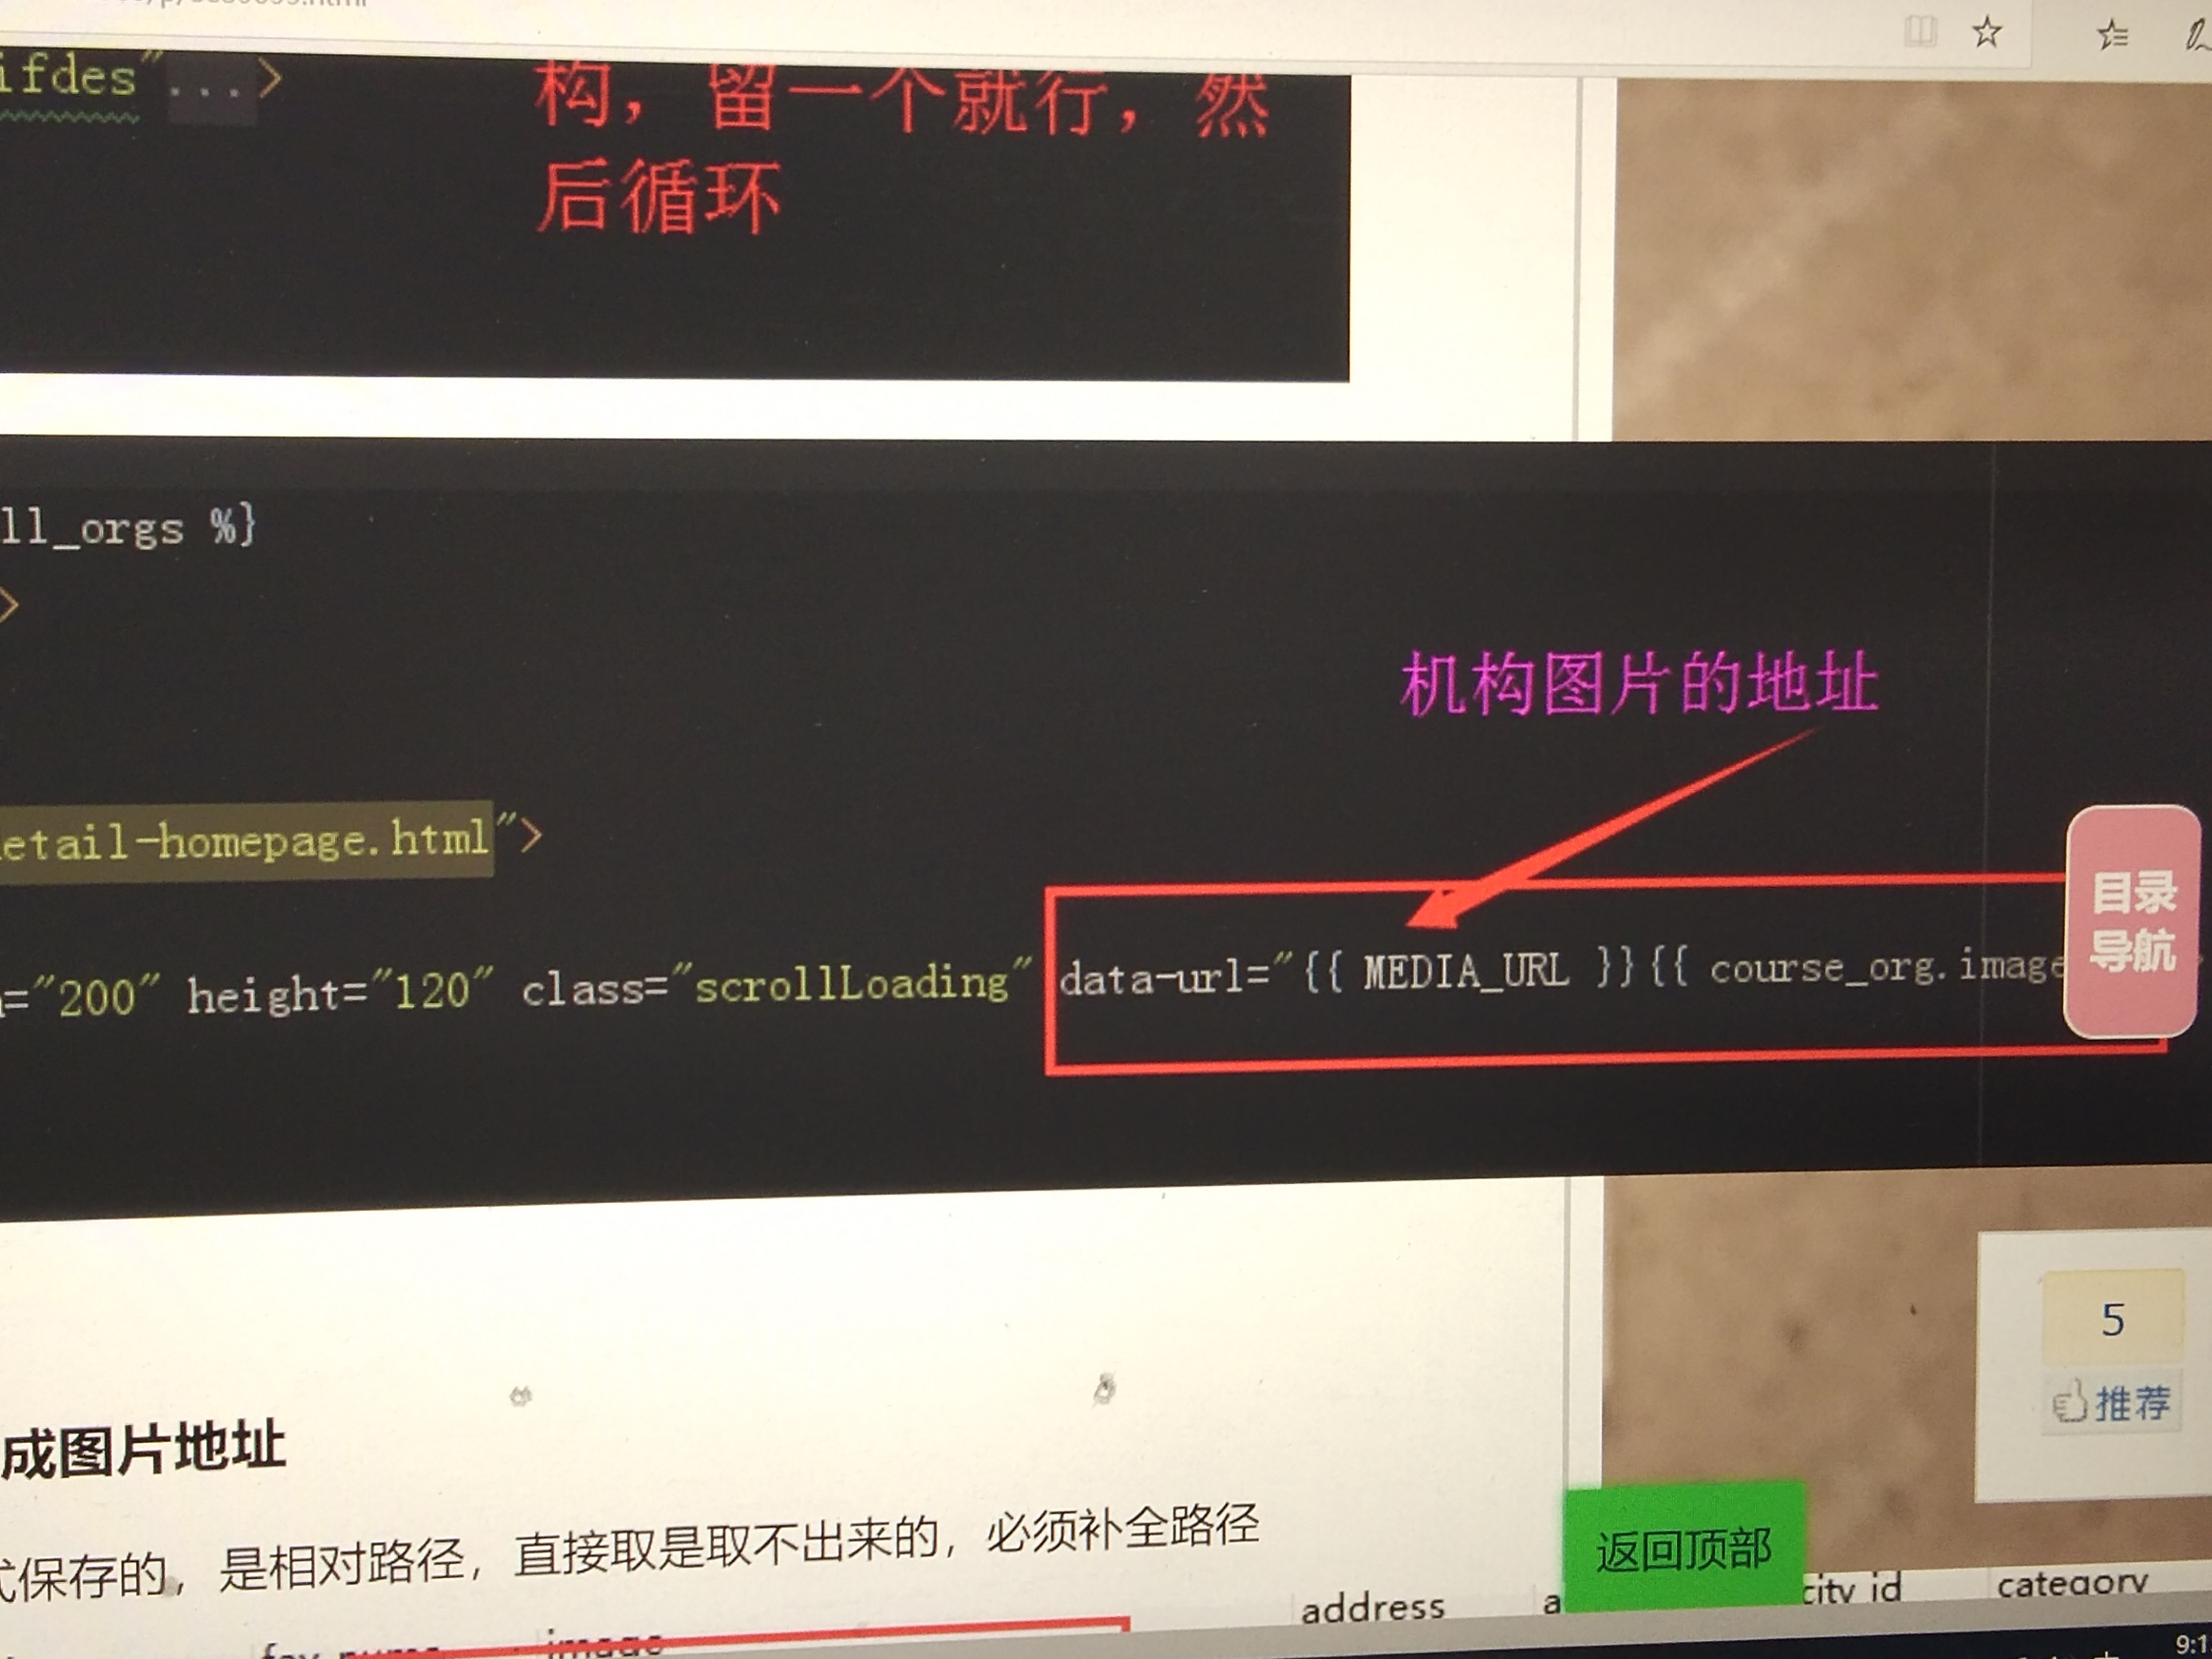 ifdes"...>
构，留一个就行，然
后循环
ll_orgs %}
>
机构图片的地址
etail-homepage.html">
="200" height="120" class="scrollLoading" data-url="{{ MEDIA_URL }}{{ course_org.image
目录
导航
5
推荐
成图片地址
保存的，是相对路径，直接取是取不出来的，必须补全路径
返回顶部
image address a city_id category
9:1